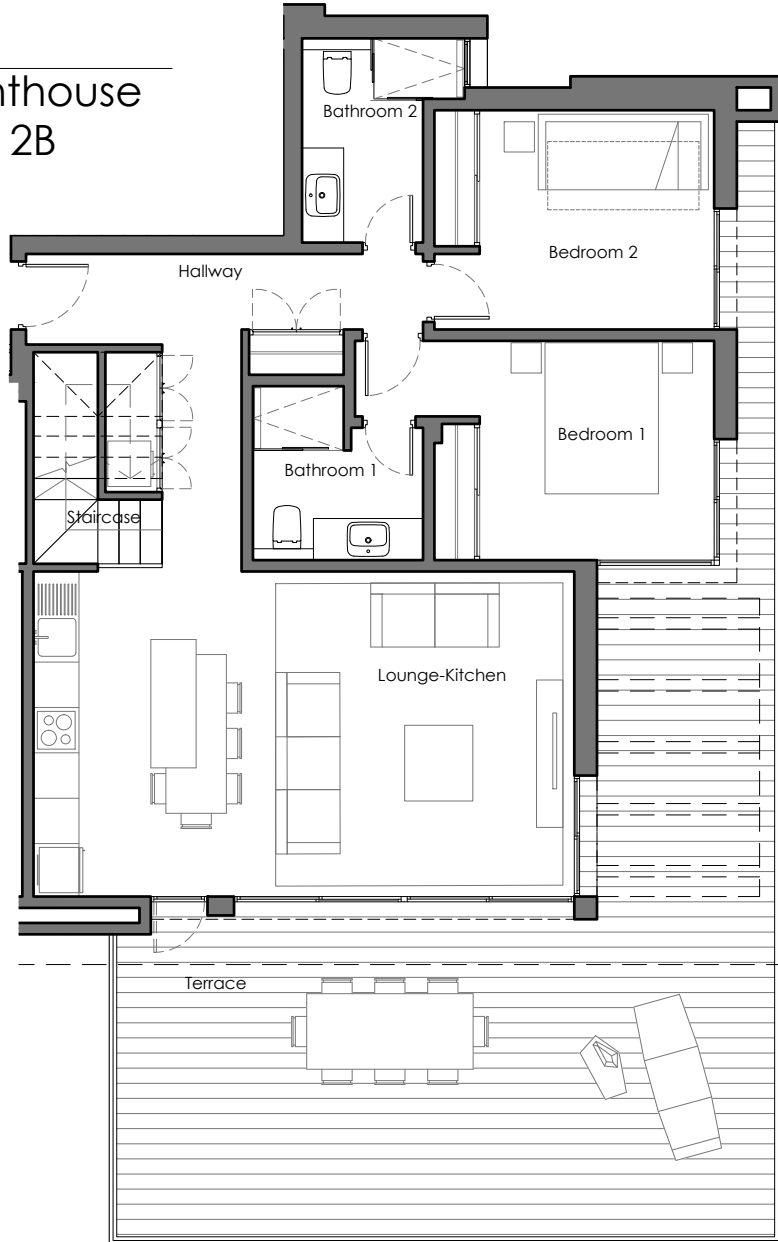 nthouse
2B
Bathroom 2
Bedroom 2
Hallway
Bedroom 1
Bathroom 1
Staircase
Lounge-Kitchen
Terrace